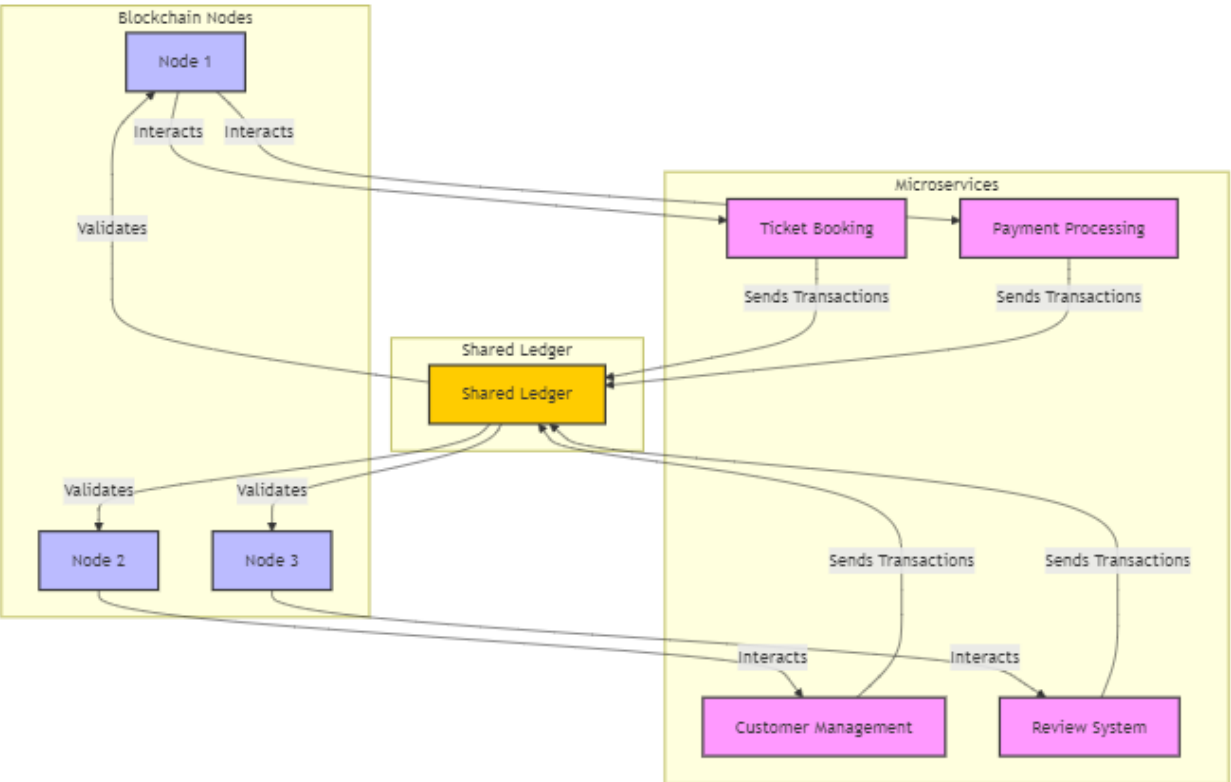 Blockchain Nodes
Node 1
Interacts
Interacts
Validates
Microservices
Ticket Booking
Payment Processing
Sends Transactions
Sends Transactions
Shared Ledger
Shared Ledger
Validates
Validates
Node 2
Node 3
Sends Transactions
Sends Transactions
Interacts
Interacts
Customer Management
Review System